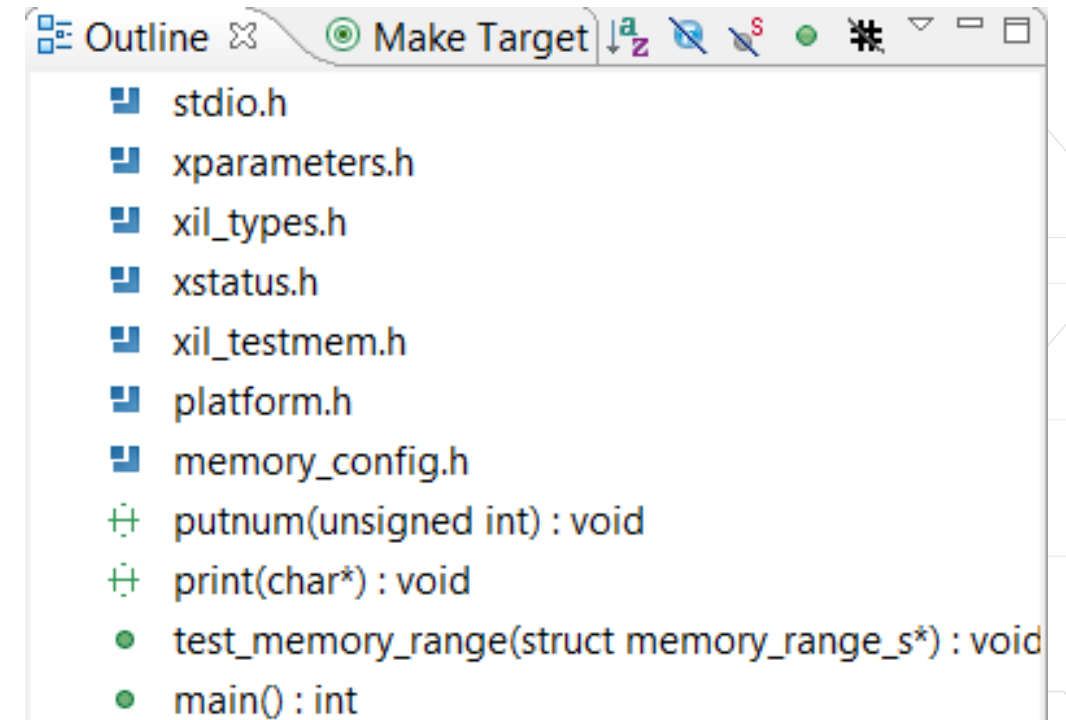 Outline Make Target
stdio.h
xparameters.h
xil_types.h
xstatus.h
xil_testmem.h
platform.h
memory_config.h
putnum(unsigned int) : void
print(char*) : void
test_memory_range(struct memory_range_s*) : void
main() : int